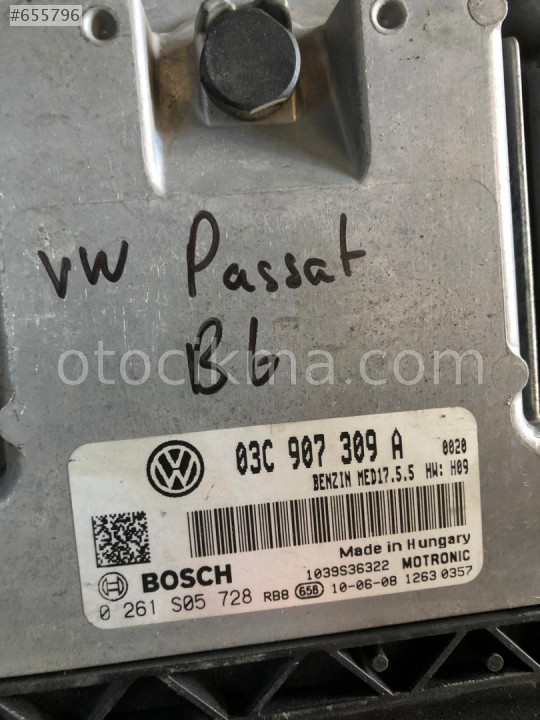 #655796
vw Passat
B6
otocikma.com
03C 907 309 A 0020
BENZIN MED17.5.5 HW: H09
Made in Hungary
BOSCH 1039S36322 MOTRONIC
0 261 S05 728 RB8 658 10-06-08 1263 0357